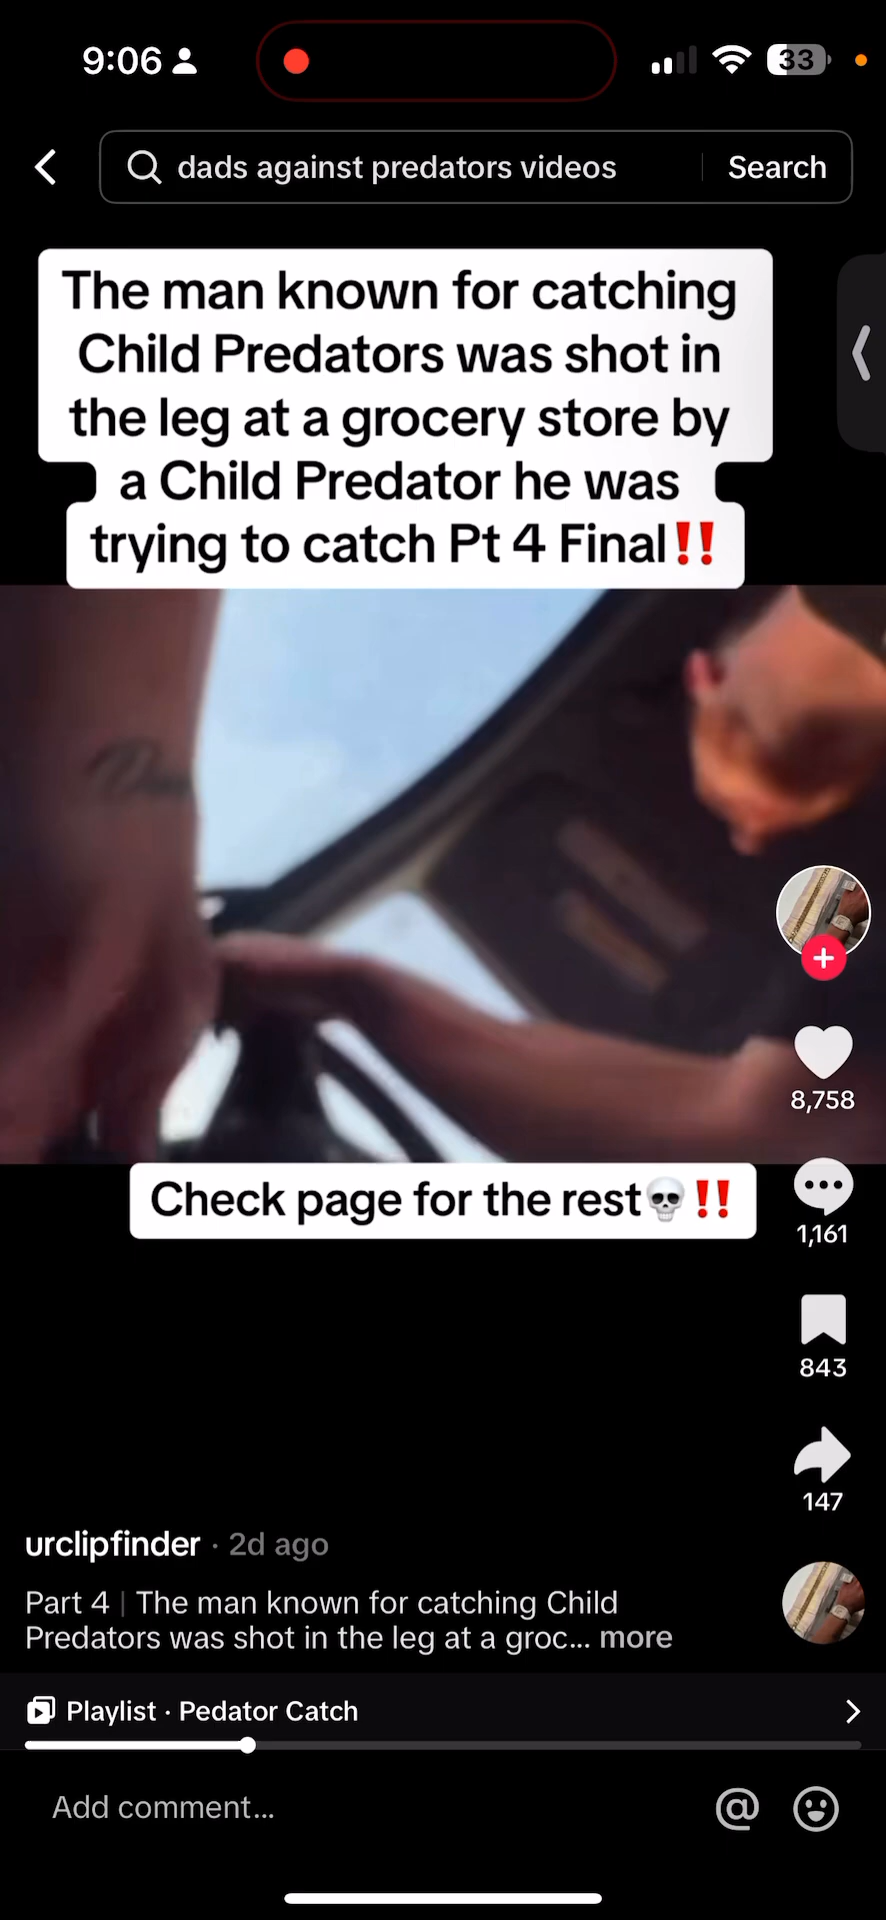 9:06
33
dads against predators videos
Search
The man known for catching
Child Predators was shot in
the leg at a grocery store by
a Child Predator he was
trying to catch Pt 4 Final‼️
8,758
Check page for the rest💀‼️
1,161
843
147
urclipfinder · 2d ago
Part 4 | The man known for catching Child
Predators was shot in the leg at a groc... more
Playlist · Pedator Catch
Add comment...